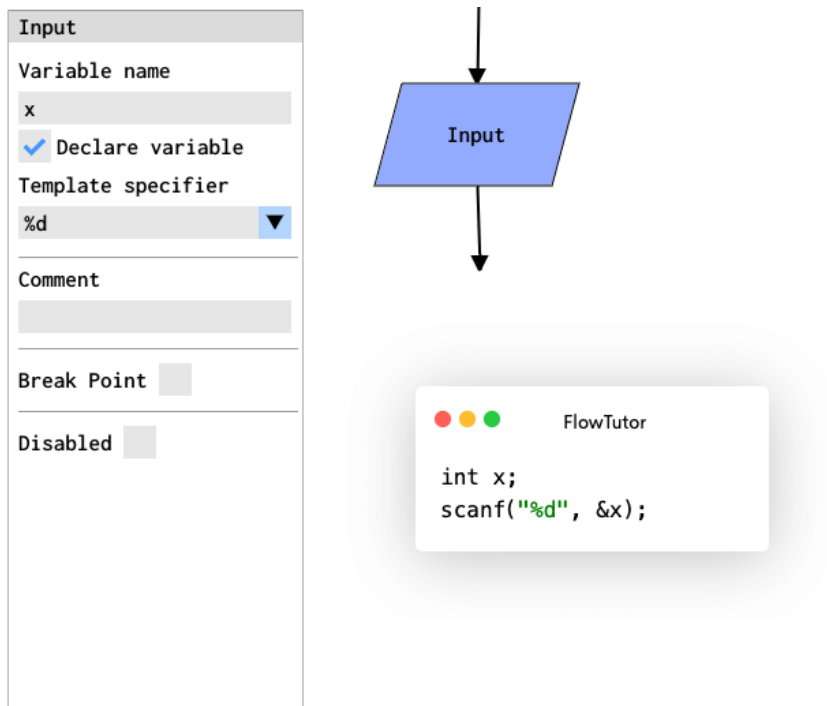 Input
Variable name
x
Declare variable
Template specifier
%d
Comment
Break Point
Disabled
Input
FlowTutor
int x;
scanf("%d", &x);